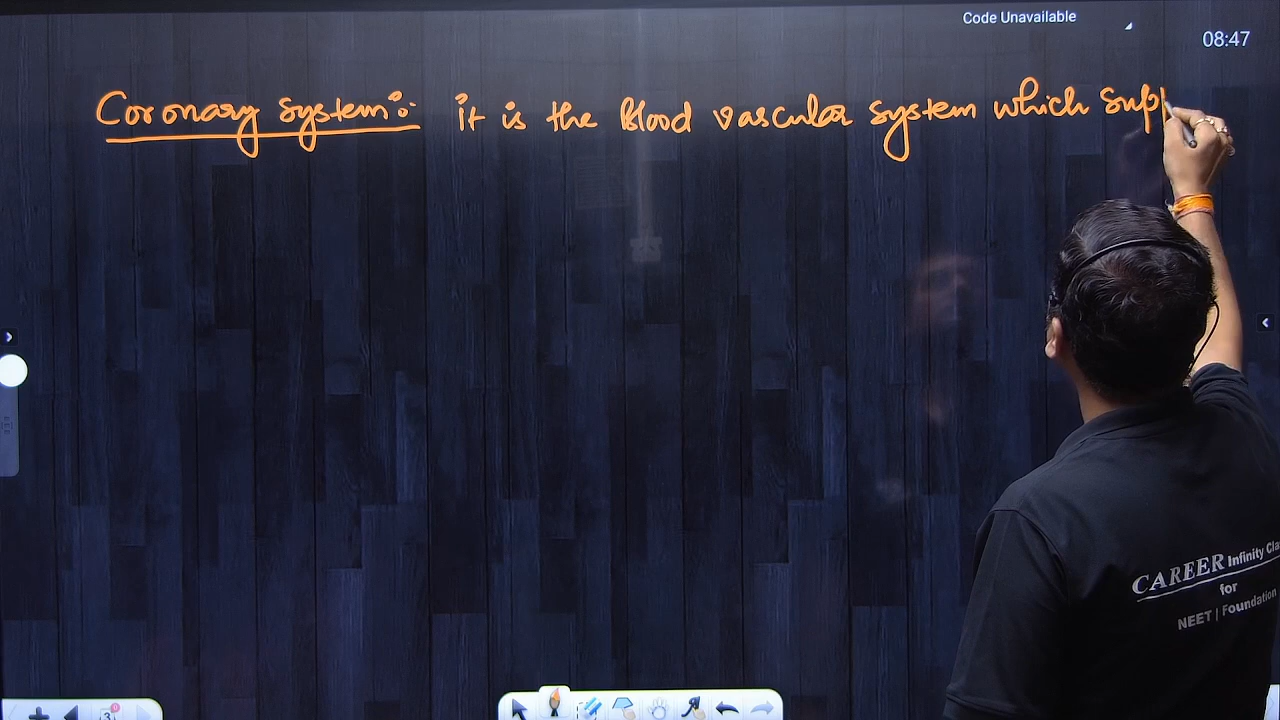 Code Unavailable
08:47
Coronary system:- it is the Blood vascular system which supp
CAREER Infinity Cla
for
NEET | Foundation
3